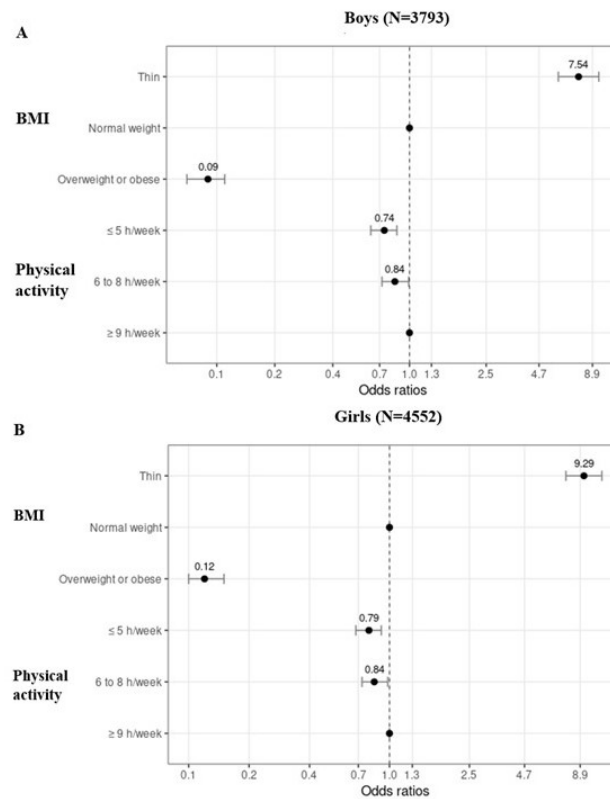 Boys (N=3793)
A
7.54
Thin
BMI
Normal weight
0.09
Overweight or obese
0.74
≤ 5 h/week
Physical
activity
0.84
6 to 8 h/week
≥ 9 h/week
0.1 0.2 0.4 0.7 1.0 1.3 2.5 4.7 8.9
Odds ratios
Girls (N=4552)
B
9.29
Thin
BMI
Normal weight
0.12
Overweight or obese
0.79
≤ 5 h/week
0.84
Physical
activity
6 to 8 h/week
≥ 9 h/week
0.1 0.2 0.4 0.7 1.0 1.3 2.5 4.7 8.9
Odds ratios